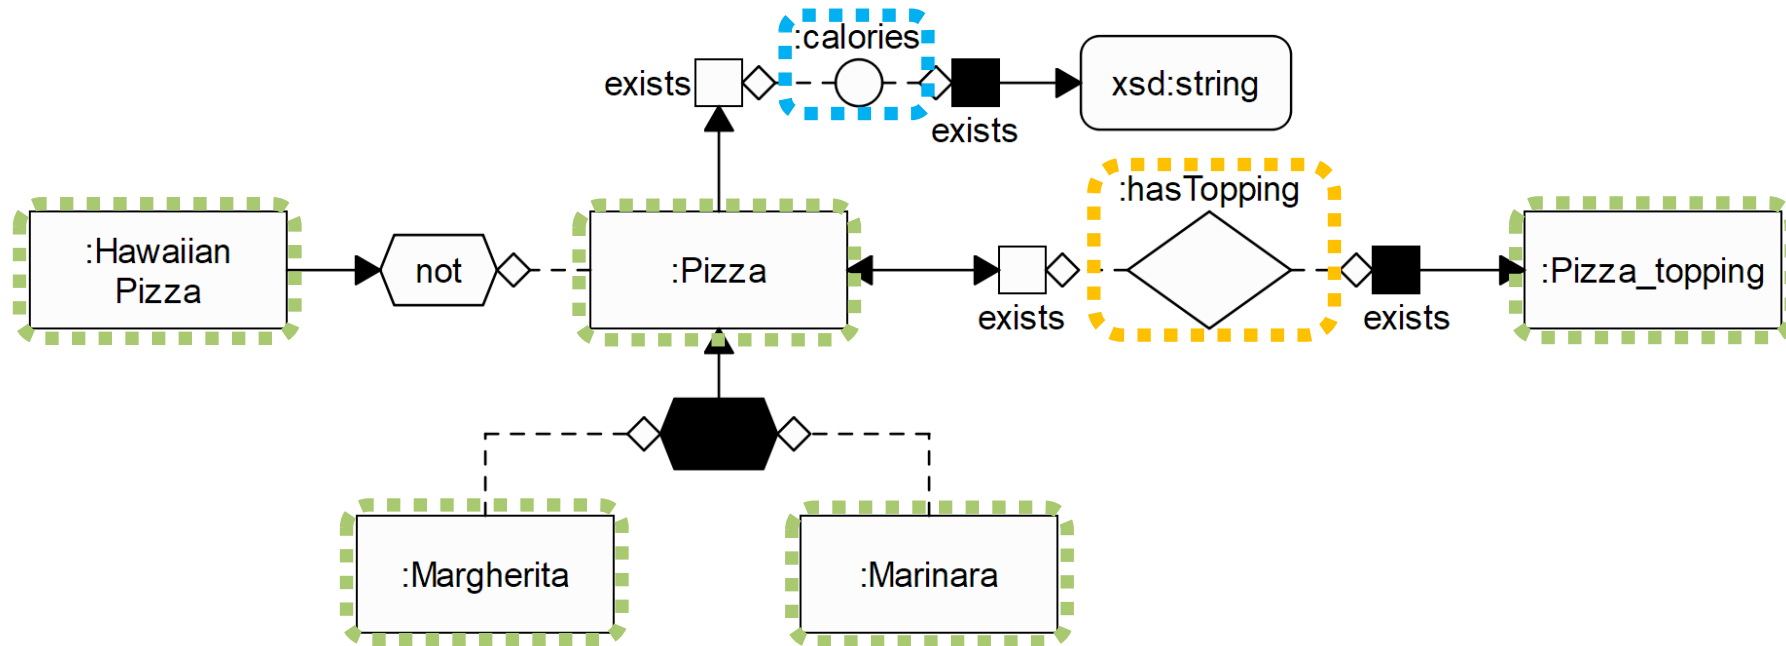 :calories
exists
xsd:string
exists
:hasTopping
:Hawaiian
Pizza
not
:Pizza
:Pizza_topping
exists
exists
:Margherita
:Marinara